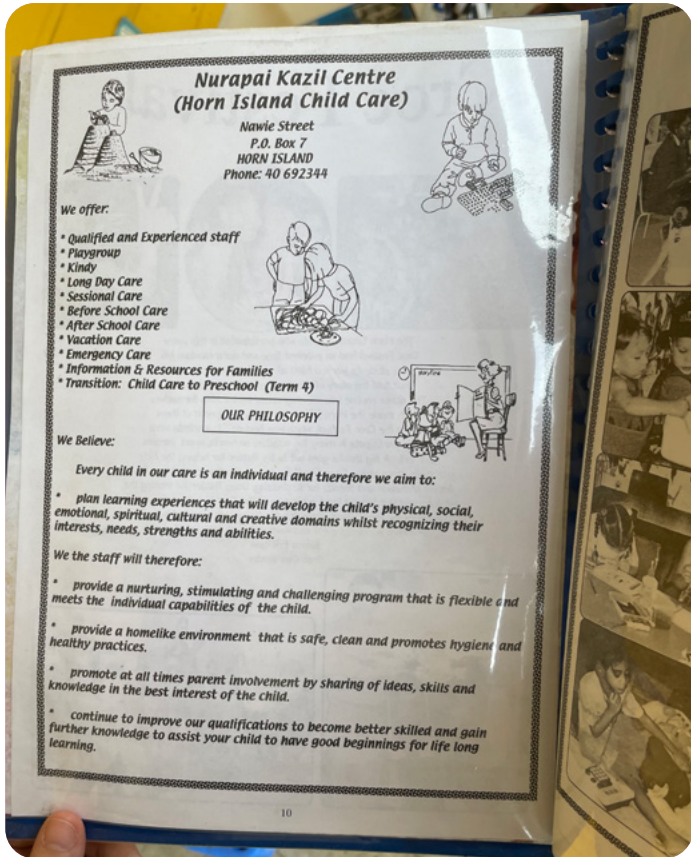 Nurapai Kazil Centre
(Horn Island Child Care)
Nawie Street
P.O. Box 7
HORN ISLAND
Phone: 40 692344
We offer:
* Qualified and Experienced staff
* Playgroup
* Kindy
* Long Day Care
* Sessional Care
* Before School Care
* After School Care
* Vacation Care
* Emergency Care
* Information & Resources for Families
* Transition: Child Care to Preschool (Term 4)
storytime
OUR PHILOSOPHY
We Believe:
Every child in our care is an individual and therefore we aim to:
* plan learning experiences that will develop the child's physical, social,
emotional, spiritual, cultural and creative domains whilst recognizing their
interests, needs, strengths and abilities.
We the staff will therefore:
* provide a nurturing, stimulating and challenging program that is flexible and
meets the individual capabilities of the child.
* provide a homelike environment that is safe, clean and promotes hygiene and
healthy practices.
* promote at all times parent involvement by sharing of ideas, skills and
knowledge in the best interest of the child.
* continue to improve our qualifications to become better skilled and gain
further knowledge to assist your child to have good beginnings for life long
learning.
10